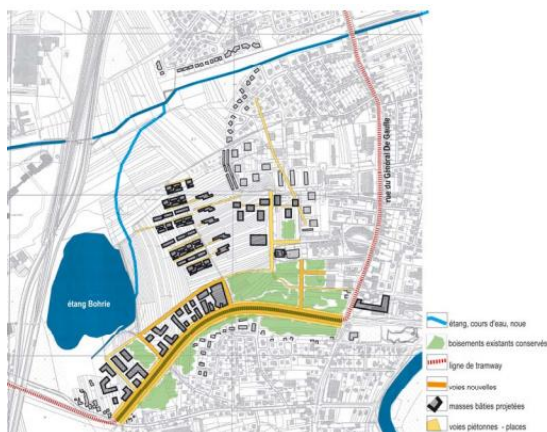 rue du Général De Gaulle
étang Bohrie
étang, cours d'eau, noue
boisements existants conservés
ligne de tramway
voies nouvelles
masses bâties projetées
voies piétonnes - places